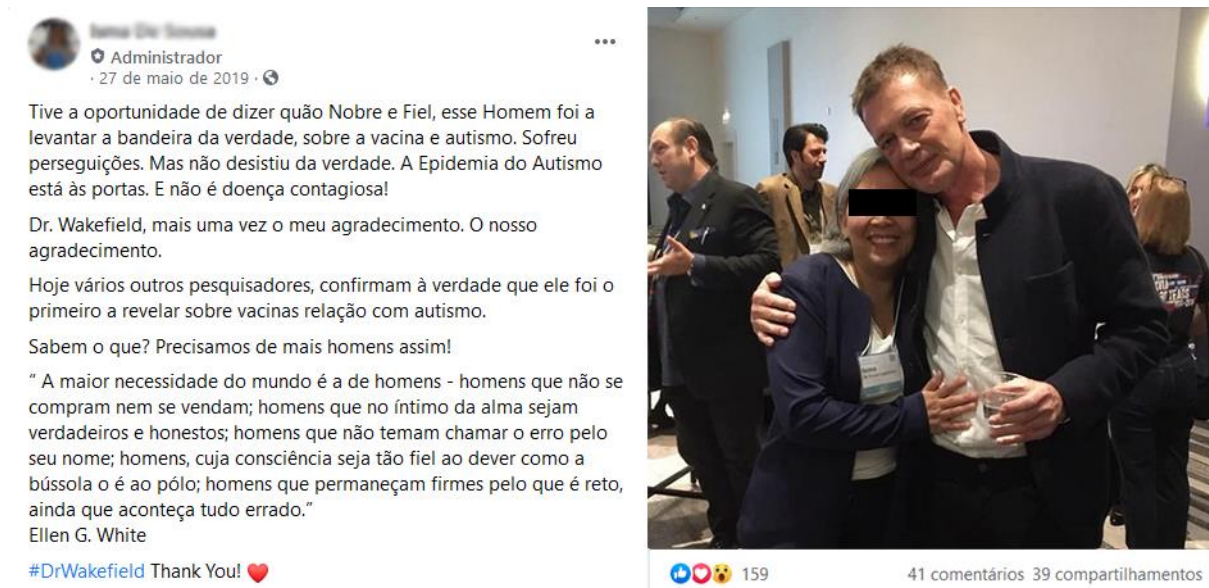 Administrador
· 27 de maio de 2019 ·
Tive a oportunidade de dizer quão Nobre e Fiel, esse Homem foi a
levantar a bandeira da verdade, sobre a vacina e autismo. Sofreu
perseguições. Mas não desistiu da verdade. A Epidemia do Autismo
está às portas. E não é doença contagiosa!
Dr. Wakefield, mais uma vez o meu agradecimento. O nosso
agradecimento.
Hoje vários outros pesquisadores, confirmam à verdade que ele foi o
primeiro a revelar sobre vacinas relação com autismo.
Sabem o que? Precisamos de mais homens assim!
“ A maior necessidade do mundo é a de homens - homens que não se
compram nem se vendam; homens que no íntimo da alma sejam
verdadeiros e honestos; homens que não temam chamar o erro pelo
seu nome; homens, cuja consciência seja tão fiel ao dever como a
bússola o é ao pólo; homens que permaneçam firmes pelo que é reto,
ainda que aconteça tudo errado.”
Ellen G. White
#DrWakefield Thank You! ❤️
159
41 comentários 39 compartilhamentos